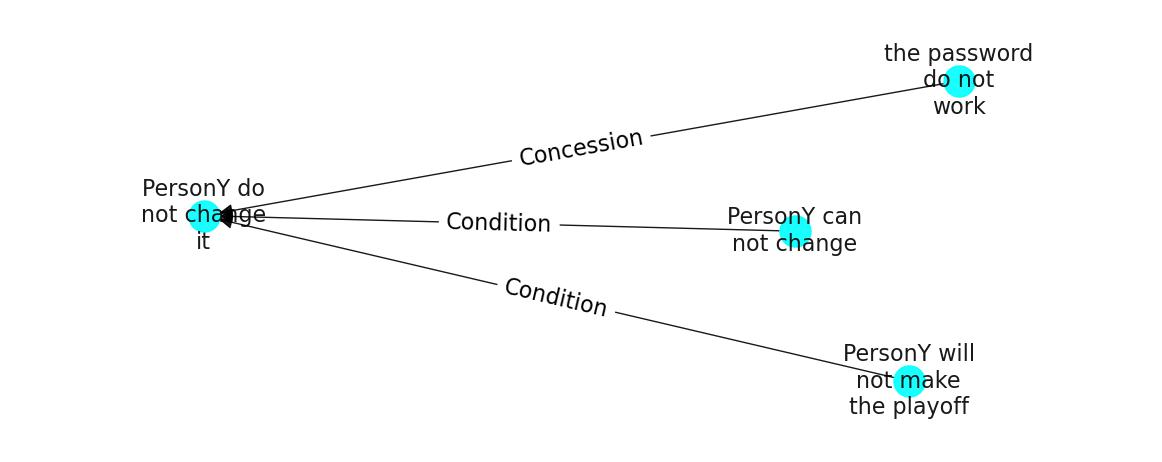 the password
do not
work
Concession
PersonY do
not change
it
Condition
PersonY can
not change
Condition
PersonY will
not make
the playoff